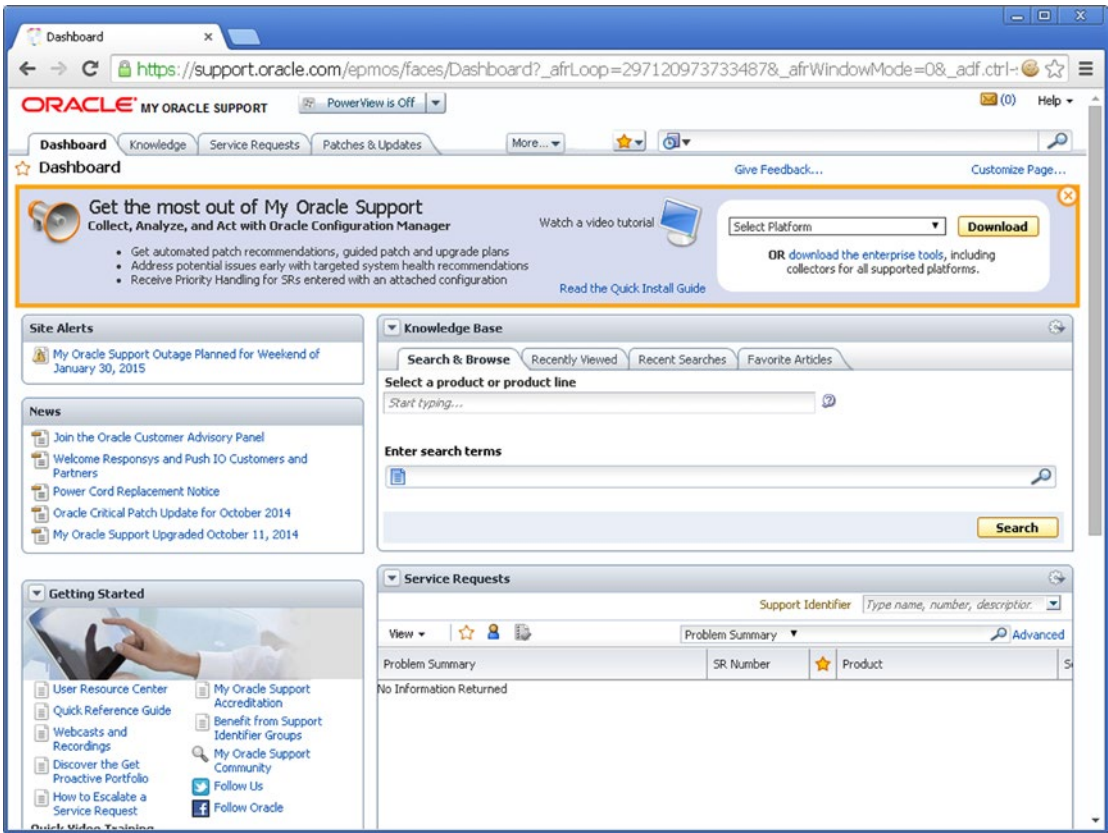 Dashboard
https://support.oracle.com/epmos/faces/Dashboard?_afrLoop=2971209737333487&_afrWindowMode=0&_adf.ctrl-
ORACLE MY ORACLE SUPPORT
PowerView is Off
(0) Help
Dashboard Knowledge Service Requests Patches & Updates More...
Dashboard
Give Feedback... Customize Page...
Get the most out of My Oracle Support
Collect, Analyze, and Act with Oracle Configuration Manager
• Get automated patch recommendations, guided patch and upgrade plans
• Address potential issues early with targeted system health recommendations
• Receive Priority Handling for SRs entered with an attached configuration
Watch a video tutorial
Read the Quick Install Guide
Select Platform
Download
OR download the enterprise tools, including
collectors for all supported platforms.
Site Alerts
My Oracle Support Outage Planned for Weekend of
January 30, 2015
News
Join the Oracle Customer Advisory Panel
Welcome Responsys and Push IO Customers and
Partners
Power Cord Replacement Notice
Oracle Critical Patch Update for October 2014
My Oracle Support Upgraded October 11, 2014
Getting Started
User Resource Center
Quick Reference Guide
Webcasts and
Recordings
Discover the Get
Proactive Portfolio
How to Escalate a
Service Request
My Oracle Support
Accreditation
Benefit from Support
Identifier Groups
My Oracle Support
Community
Follow Us
Follow Oracle
Quick Video Training
Knowledge Base
Search & Browse Recently Viewed Recent Searches Favorite Articles
Select a product or product line
Start typing...
Enter search terms
Search
Service Requests
Support Identifier Type name, number, description.
View Problem Summary Advanced
Problem Summary SR Number Product
No Information Returned